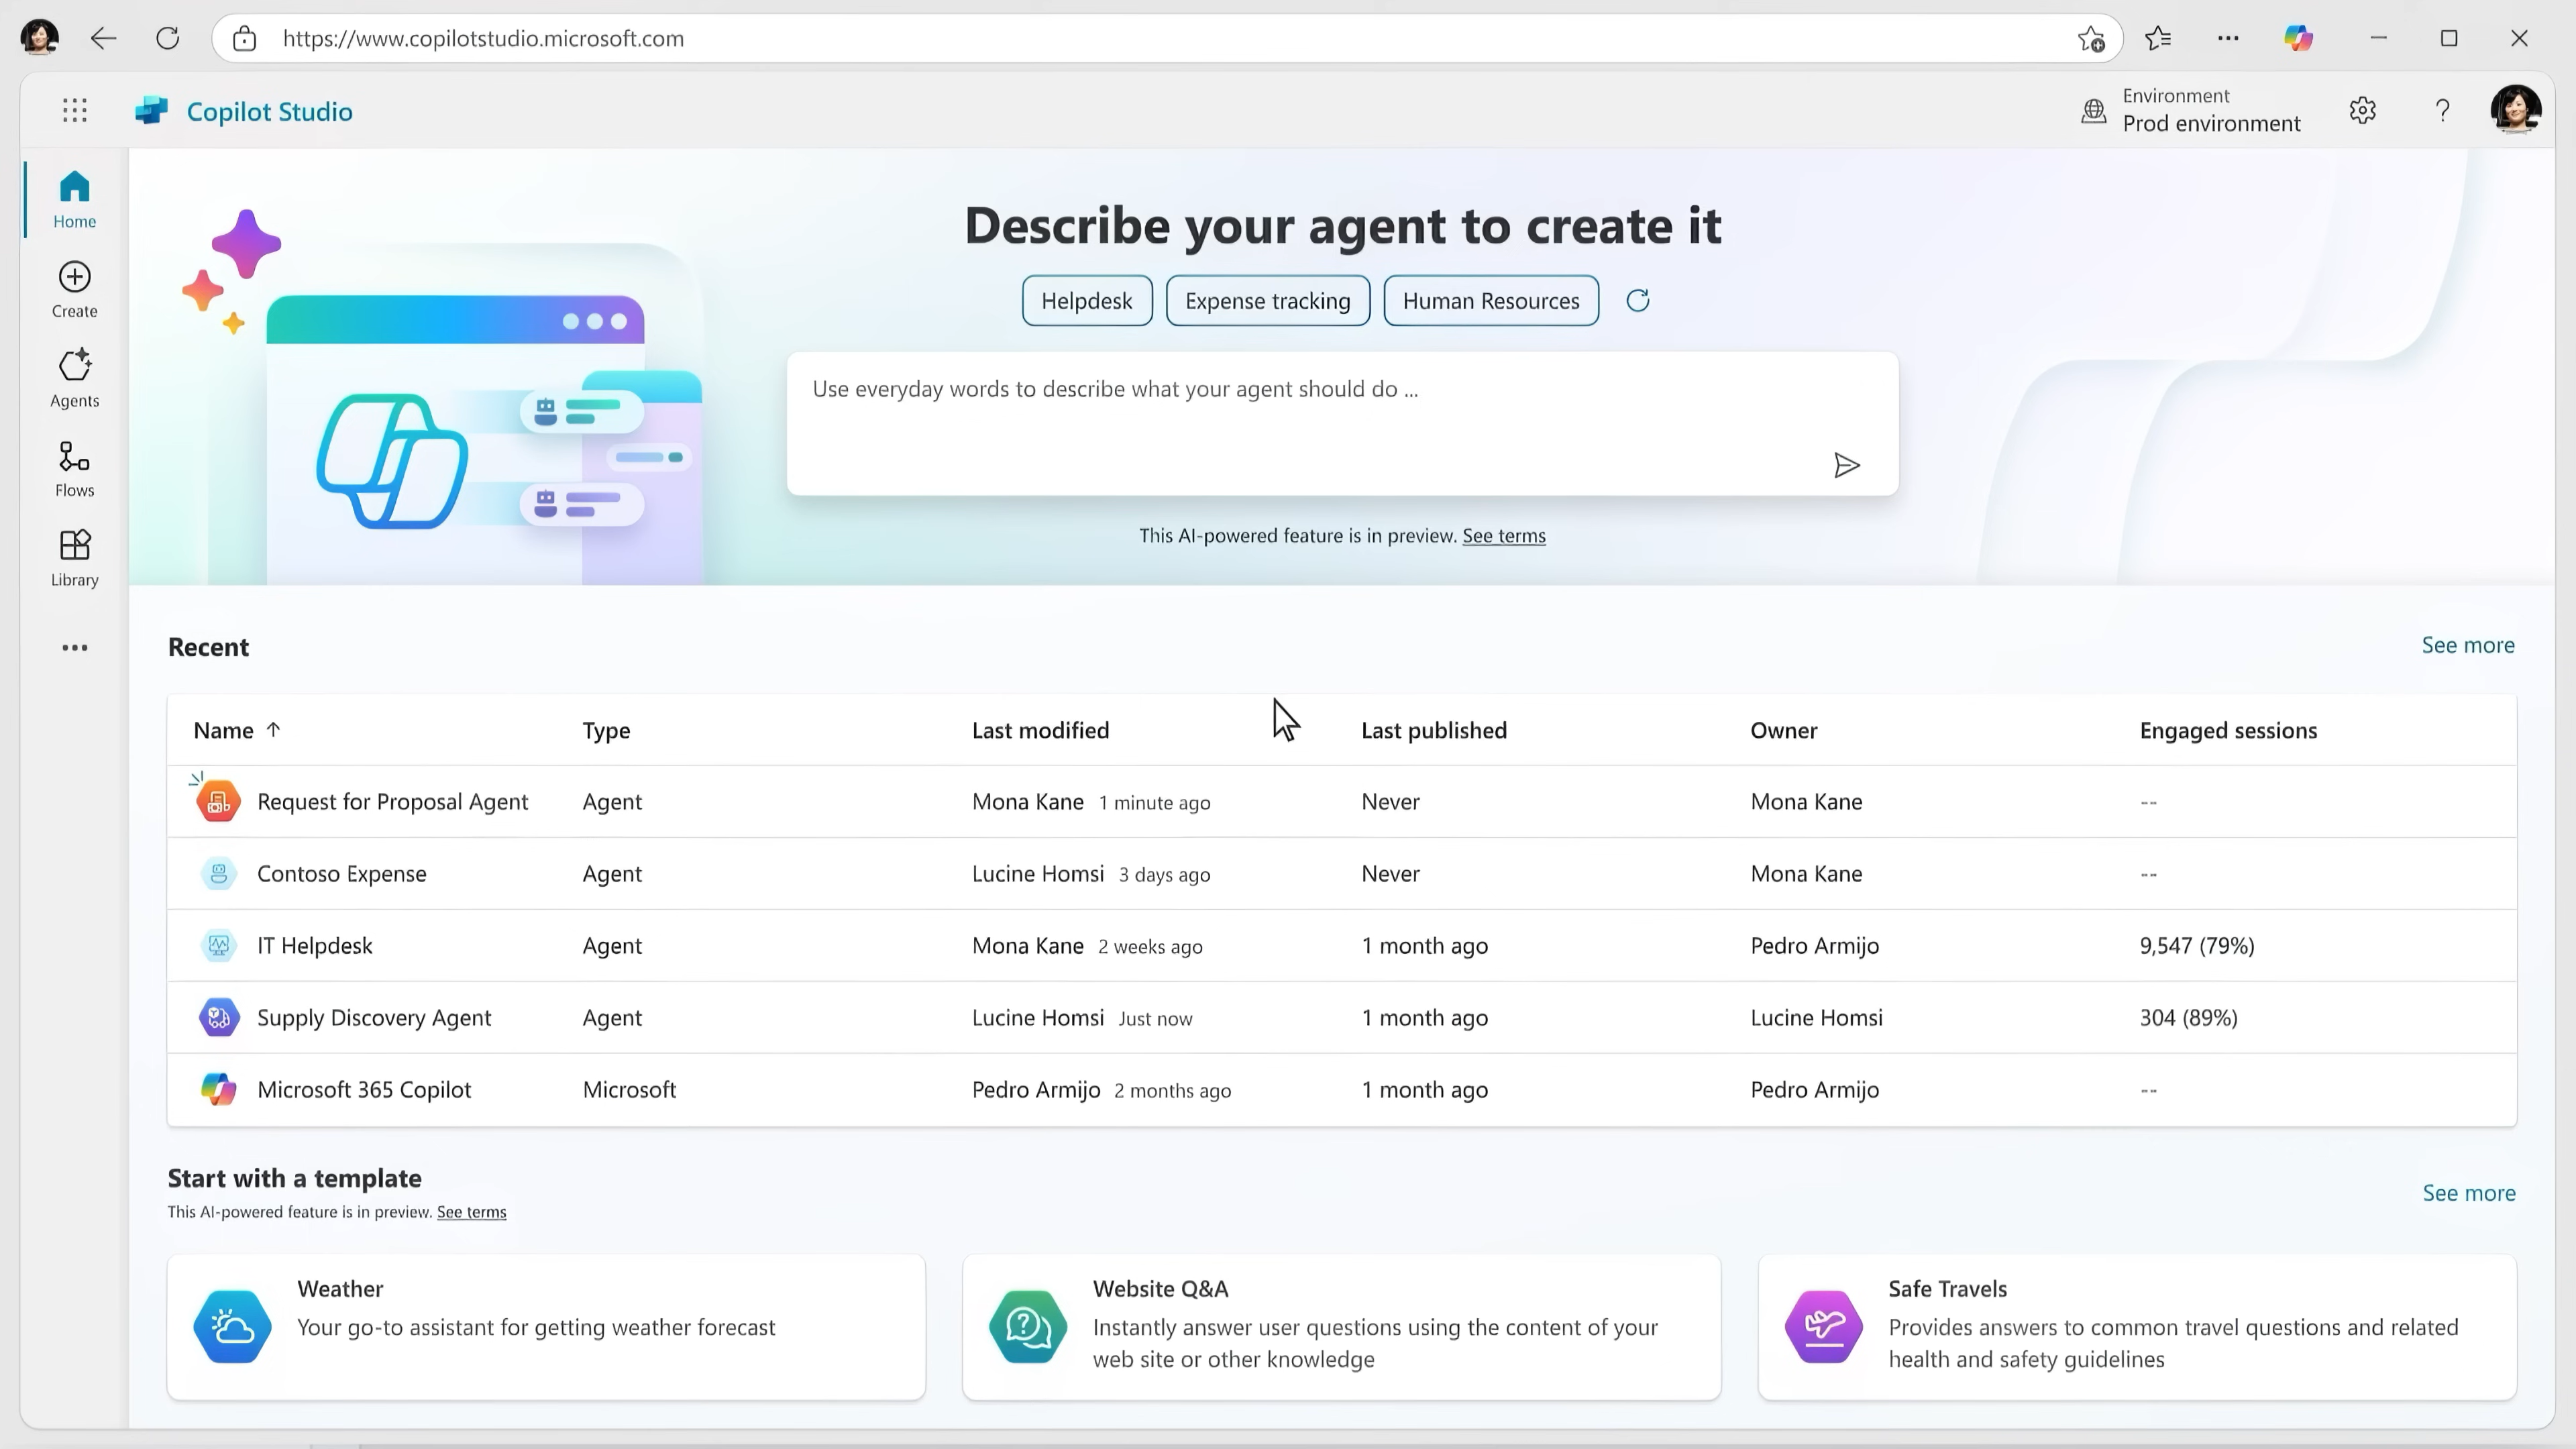 https://www.copilotstudio.microsoft.com
Copilot Studio
Environment
Prod environment
Home
Create
Agents
Flows
Library
Describe your agent to create it
Helpdesk
Expense tracking
Human Resources
Use everyday words to describe what your agent should do ...
This AI-powered feature is in preview. See terms
Recent
See more
Name Type Last modified Last published Owner Engaged sessions
Request for Proposal Agent Agent Mona Kane 1 minute ago Never Mona Kane --
Contoso Expense Agent Lucine Homsi 3 days ago Never Mona Kane --
IT Helpdesk Agent Mona Kane 2 weeks ago 1 month ago Pedro Armijo 9,547 (79%)
Supply Discovery Agent Agent Lucine Homsi Just now 1 month ago Lucine Homsi 304 (89%)
Microsoft 365 Copilot Microsoft Pedro Armijo 2 months ago 1 month ago Pedro Armijo --
Start with a template
This AI-powered feature is in preview. See terms
See more
Weather
Your go-to assistant for getting weather forecast
Website Q&A
Instantly answer user questions using the content of your
web site or other knowledge
Safe Travels
Provides answers to common travel questions and related
health and safety guidelines